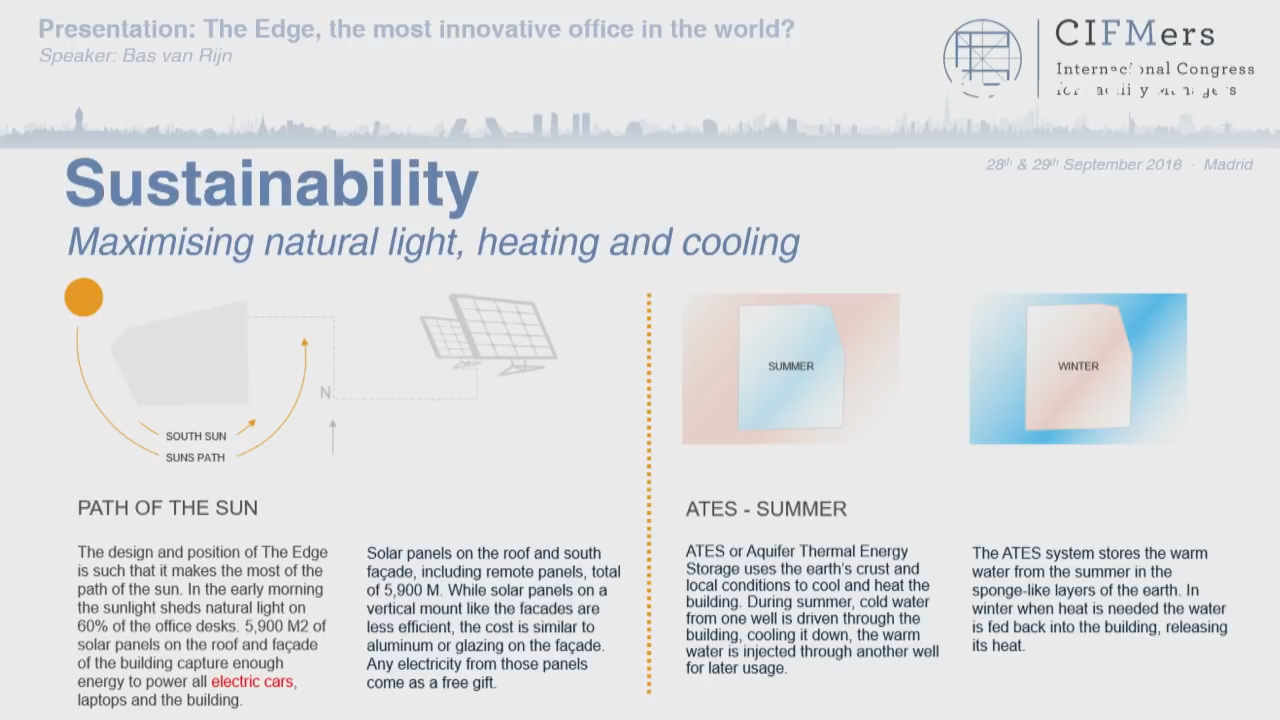 Presentation: The Edge, the most innovative office in the world?
Speaker: Bas van Rijn
CIFMers
Congress
28th & 29th September 2016 · Madrid
Sustainability
Maximising natural light, heating and cooling
N
SOUTH SUN
SUNS PATH
SUMMER
WINTER
PATH OF THE SUN
The design and position of The Edge
is such that it makes the most of the
path of the sun. In the early morning
the sunlight sheds natural light on
60% of the office desks. 5,900 M2 of
solar panels on the roof and façade
of the building capture enough
energy to power all electric cars,
laptops and the building.
Solar panels on the roof and south
façade, including remote panels, total
of 5,900 M. While solar panels on a
vertical mount like the facades are
less efficient, the cost is similar to
aluminum or glazing on the façade.
Any electricity from those panels
come as a free gift.
ATES - SUMMER
ATES or Aquifer Thermal Energy
Storage uses the earth's crust and
local conditions to cool and heat the
building. During summer, cold water
from one well is driven through the
building, cooling it down, the warm
water is injected through another well
for later usage.
The ATES system stores the warm
water from the summer in the
sponge-like layers of the earth. In
winter when heat is needed the water
is fed back into the building, releasing
its heat.